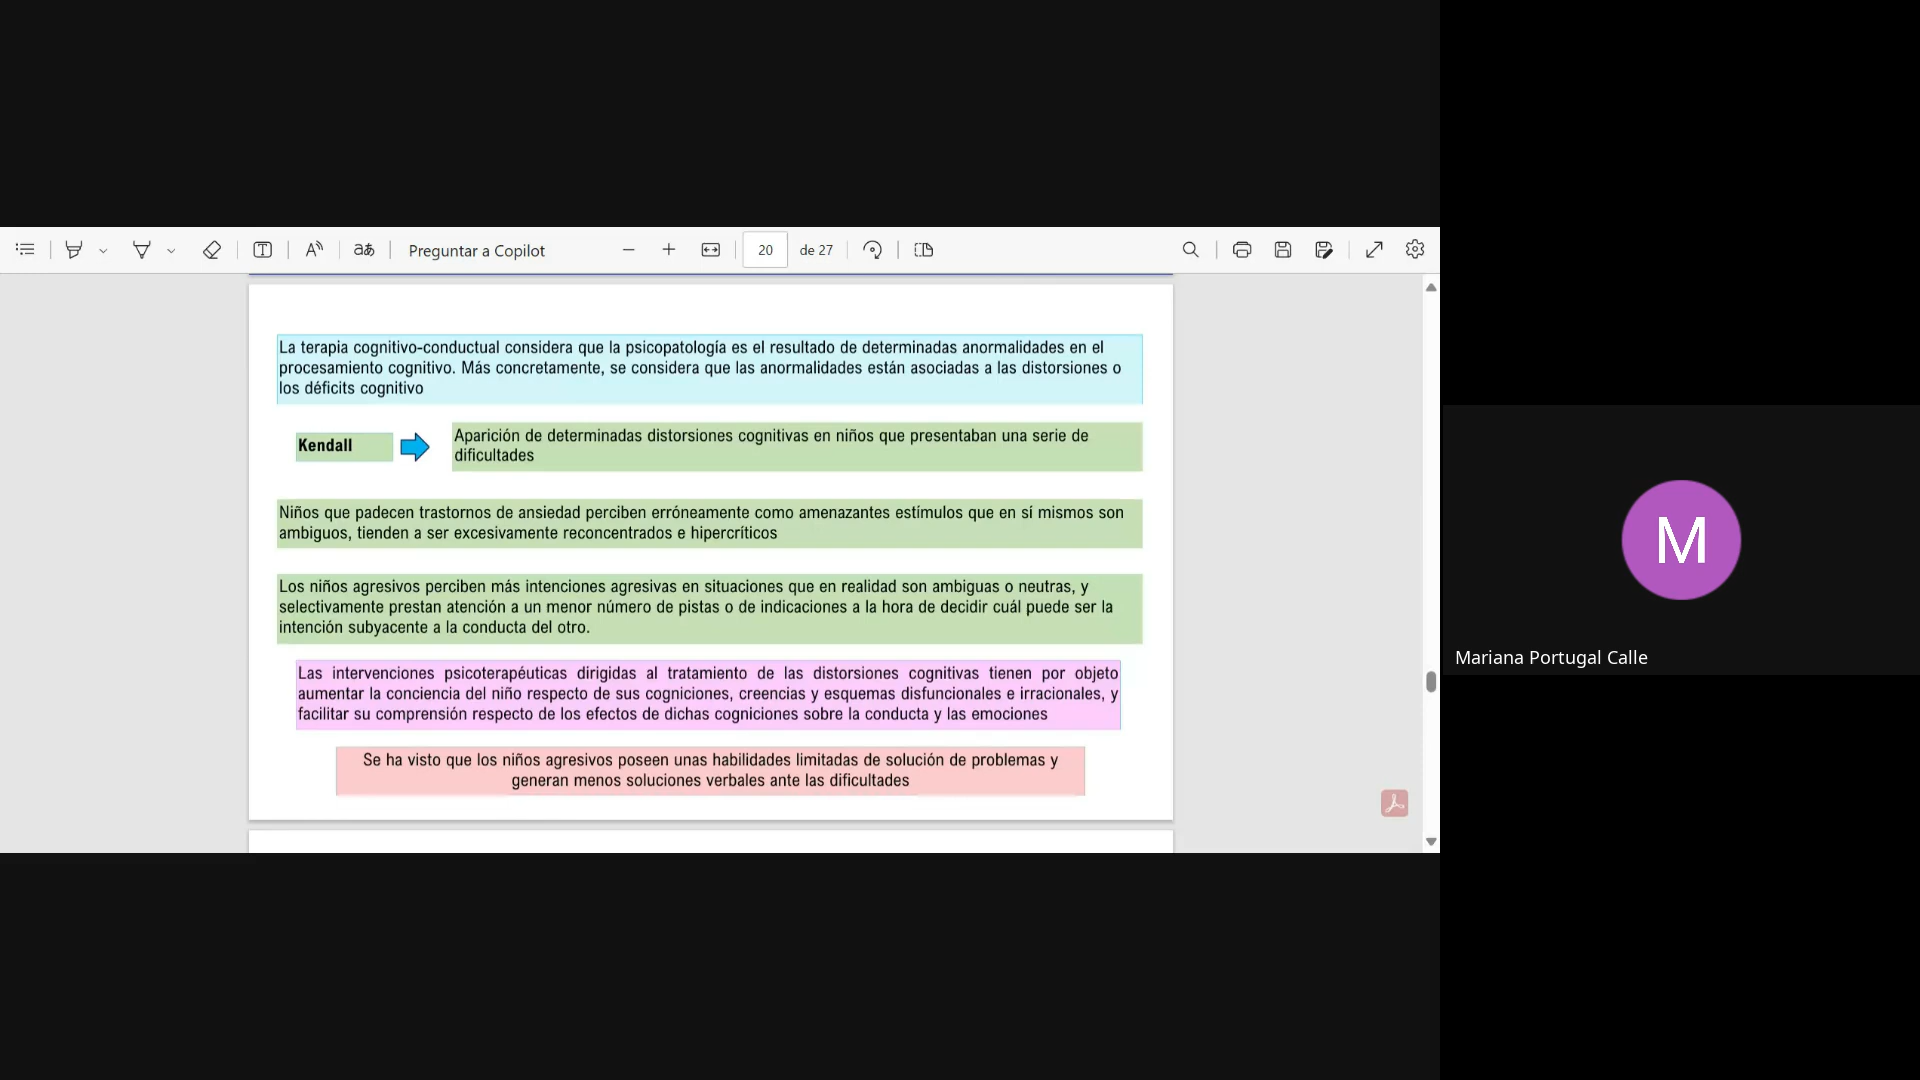 Preguntar a Copilot
20
de 27
La terapia cognitivo-conductual considera que la psicopatología es el resultado de determinadas anormalidades en el
procesamiento cognitivo. Más concretamente, se considera que las anormalidades están asociadas a las distorsiones o
los déficits cognitivo
Kendall
Aparición de determinadas distorsiones cognitivas en niños que presentaban una serie de
dificultades
Niños que padecen trastornos de ansiedad perciben erróneamente como amenazantes estímulos que en sí mismos son
ambiguos, tienden a ser excesivamente reconcentrados e hipercríticos
Los niños agresivos perciben más intenciones agresivas en situaciones que en realidad son ambiguas o neutras, y
selectivamente prestan atención a un menor número de pistas o de indicaciones a la hora de decidir cuál puede ser la
intención subyacente a la conducta del otro.
Las intervenciones psicoterapéuticas dirigidas al tratamiento de las distorsiones cognitivas tienen por objeto
aumentar la conciencia del niño respecto de sus cogniciones, creencias y esquemas disfuncionales e irracionales, y
facilitar su comprensión respecto de los efectos de dichas cogniciones sobre la conducta y las emociones
Se ha visto que los niños agresivos poseen unas habilidades limitadas de solución de problemas y
generan menos soluciones verbales ante las dificultades
M
Mariana Portugal Calle